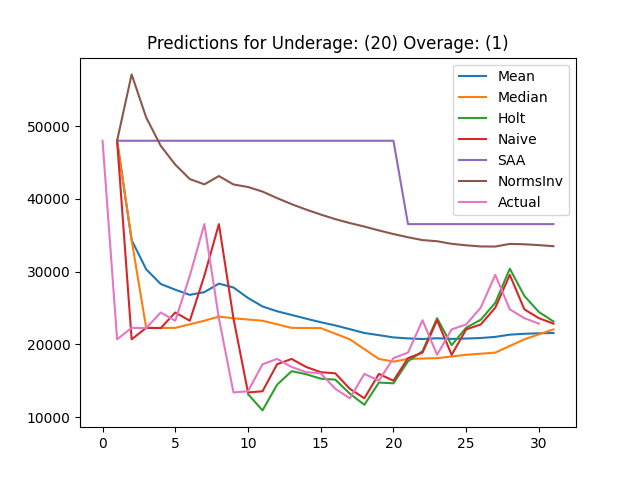 Predictions for Underage: (20) Overage: (1)
Mean
Median
Holt
Naive
SAA
NormsInv
Actual
50000
40000
30000
20000
10000
0 5 10 15 20 25 30